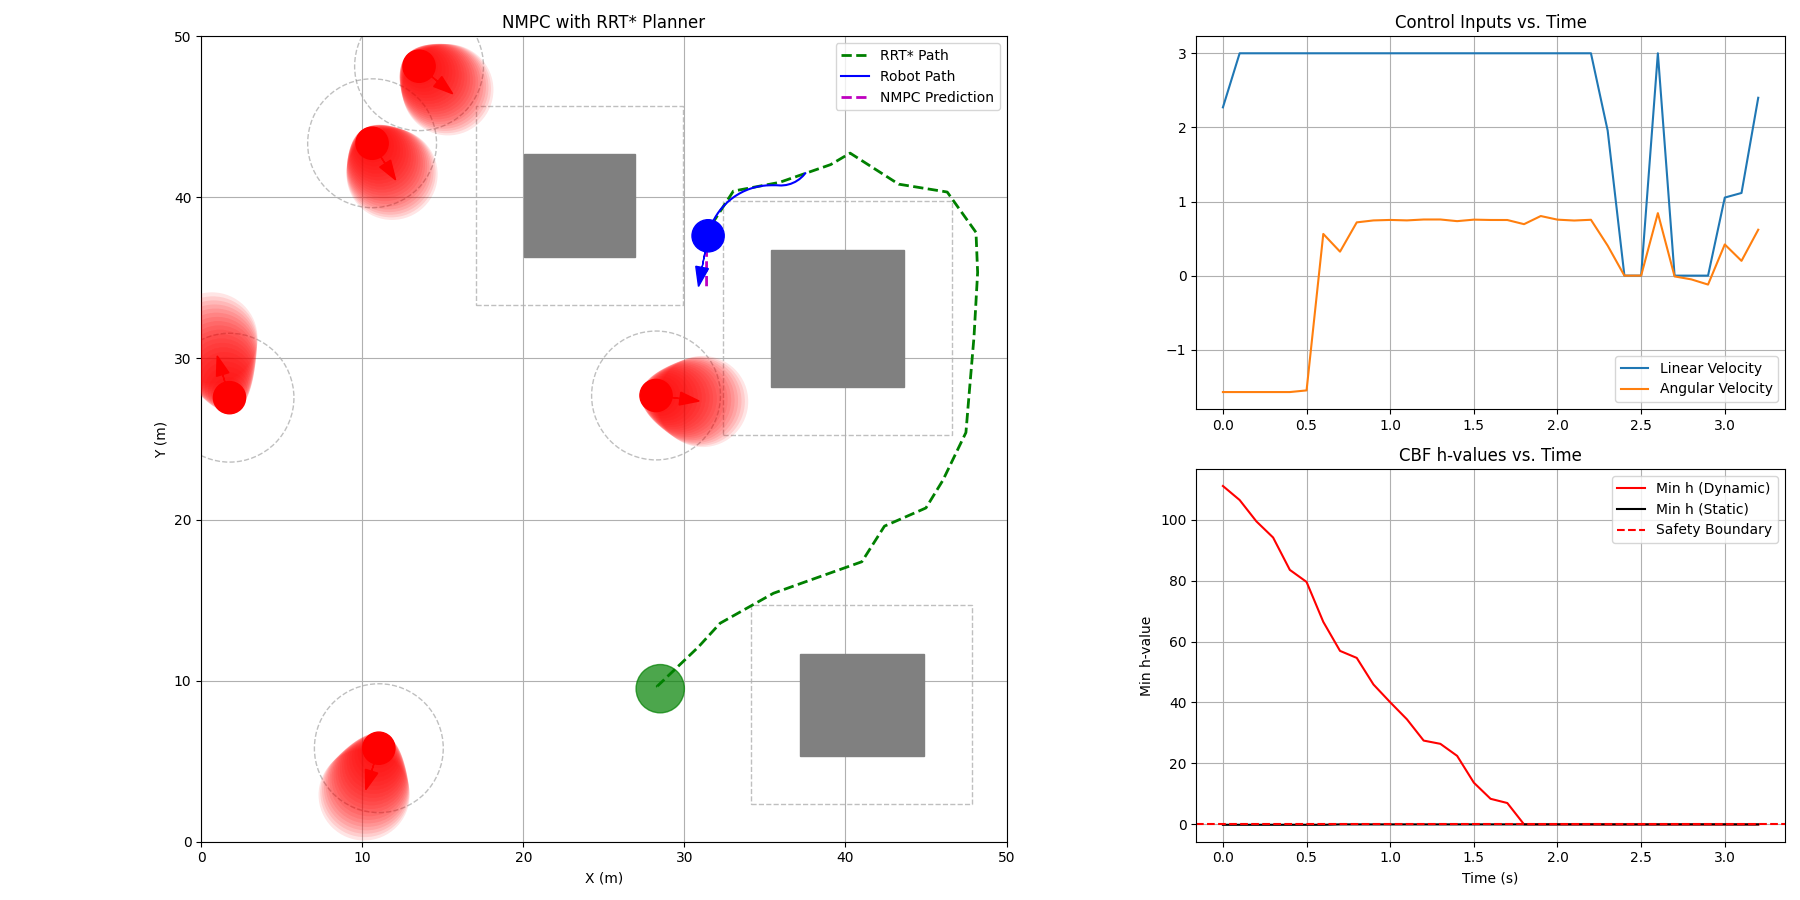 NMPC with RRT* Planner
50
40
30
20
10
0
Y (m)
0 10 20 30 40 50
X (m)
RRT* Path
Robot Path
NMPC Prediction
Control Inputs vs. Time
3
2
1
0
−1
0.0 0.5 1.0 1.5 2.0 2.5 3.0
Linear Velocity
Angular Velocity
CBF h-values vs. Time
Min h-value
100
80
60
40
20
0
0.0 0.5 1.0 1.5 2.0 2.5 3.0
Time (s)
Min h (Dynamic)
Min h (Static)
Safety Boundary